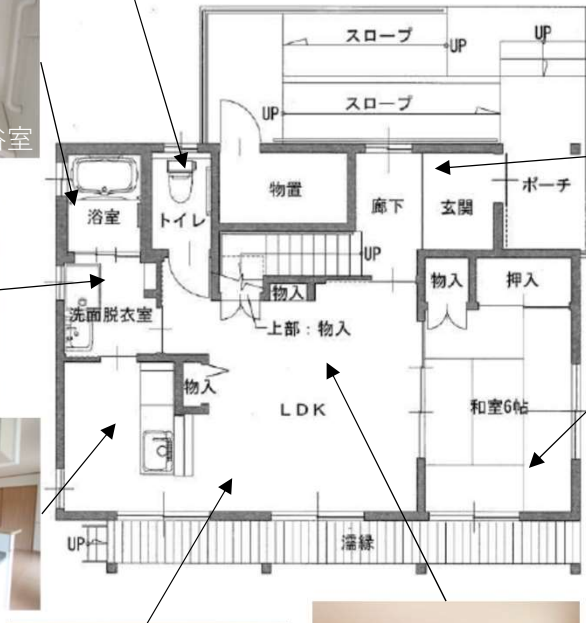 スロープ
UP
UP
スロープ
UP
浴室
物置
廊下
玄関
ポーチ
浴室
トイレ
UP
物入
押入
物入
洗面脱衣室
上部:物入
物入
LDK
和室6帖
UP
濡縁